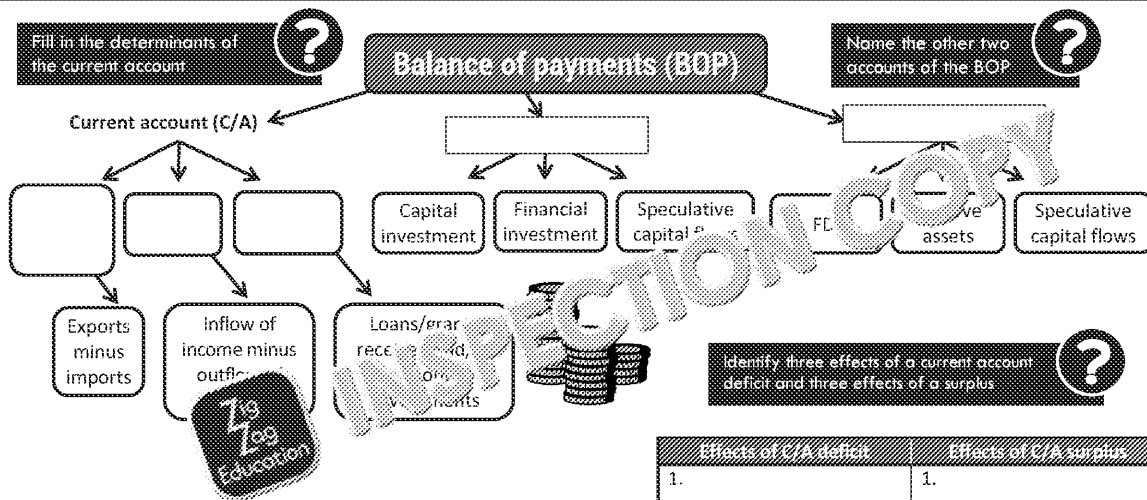 Fill in the determinants of
the current account
?
Balance of payments (BOP)
Name the other two
accounts of the BOP
?
Current account (C/A)
Capital
investment
Financial
investment
Speculative
capital
assets
Speculative
capital flows
Exports
minus
imports
Inflow of
income minus
Identify three effects of a current account
deficit and three effects of a surplus
?
Effects of C/A deficit
Effects of C/A surplus
1.
1.
Zig
Zag
Education
INSPECTION COPY